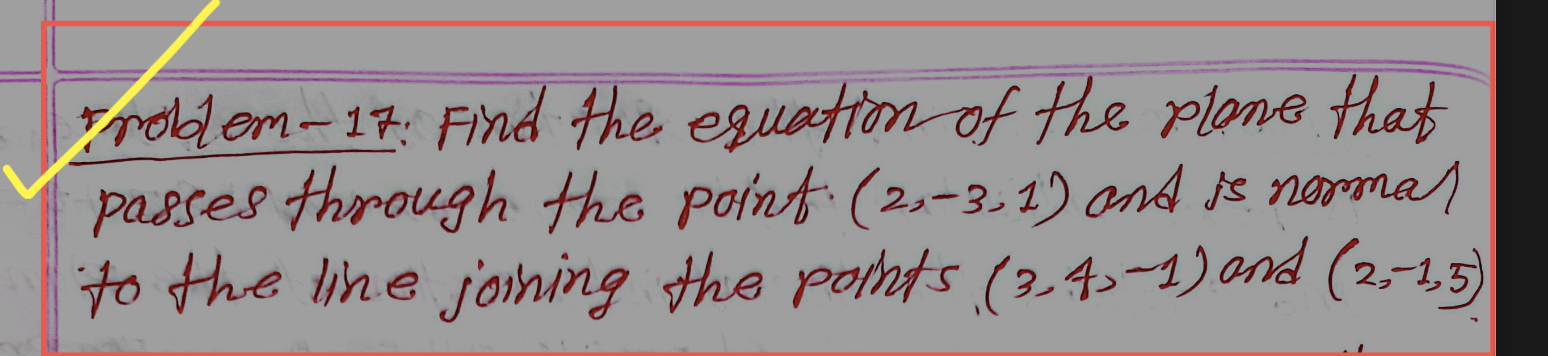 Problem-17: Find the equation of the plane that
passes through the point (2,-3,1) and is normal
to the line joining the points (3,4,-1) and (2,-1,5).